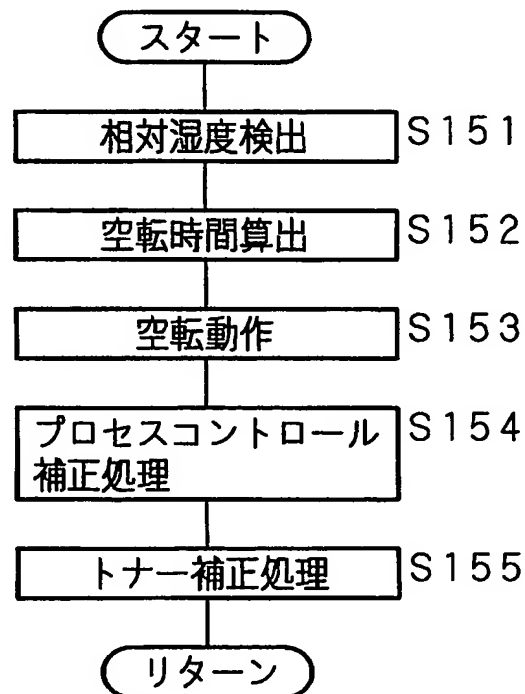 スタート
相対湿度検出 S151
空転時間算出 S152
空転動作 S153
プロセスコントロール S154
補正処理
トナー補正処理 S155
リターン